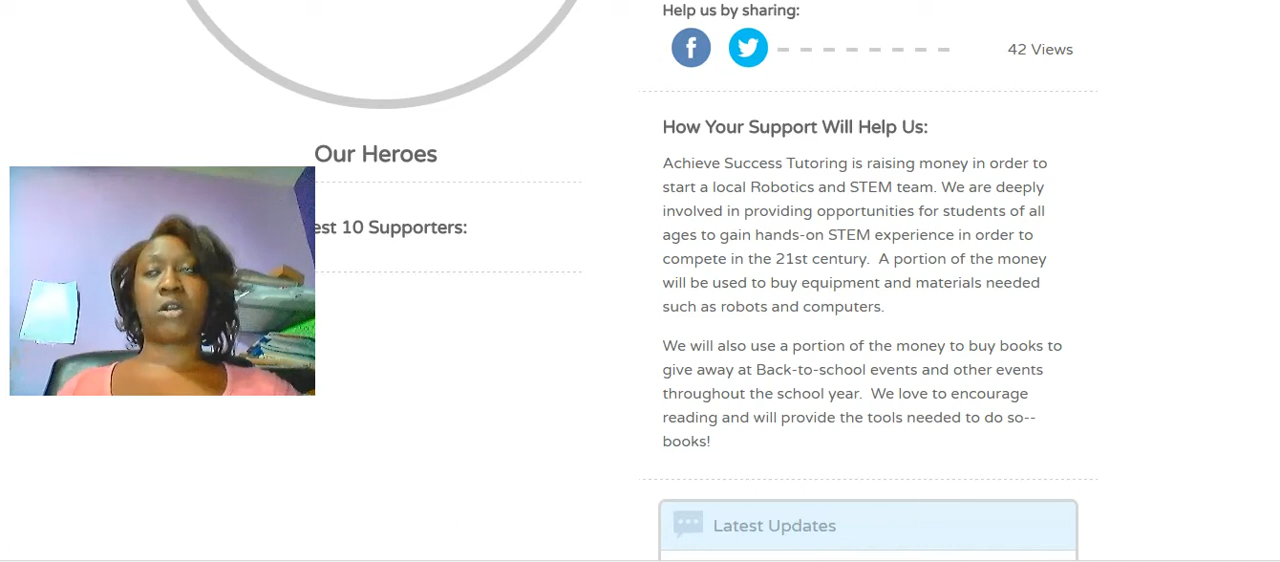 Our Heroes
est 10 Supporters:
Help us by sharing:
42 Views
How Your Support Will Help Us:
Achieve Success Tutoring is raising money in order to
start a local Robotics and STEM team. We are deeply
involved in providing opportunities for students of all
ages to gain hands-on STEM experience in order to
compete in the 21st century.  A portion of the money
will be used to buy equipment and materials needed
such as robots and computers.
We will also use a portion of the money to buy books to
give away at Back-to-school events and other events
throughout the school year.  We love to encourage
reading and will provide the tools needed to do so--
books!
Latest Updates